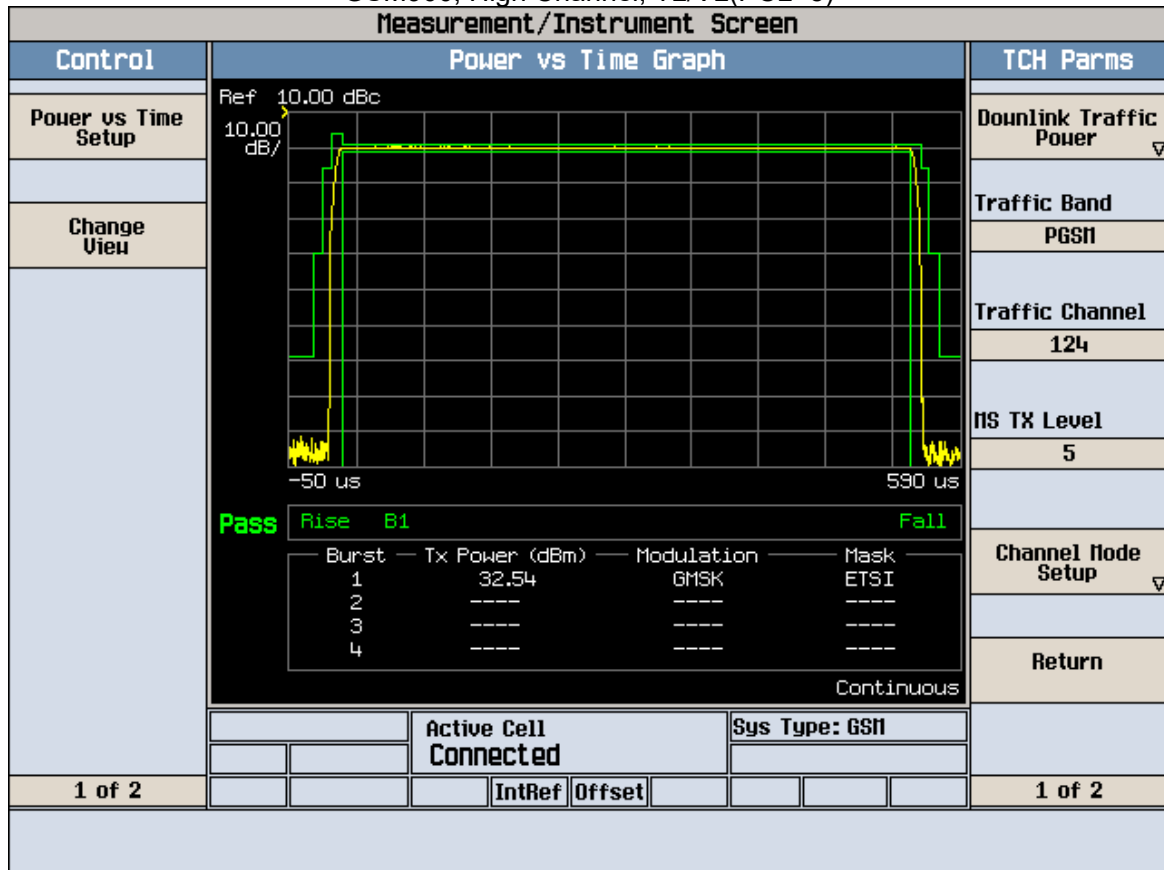 Measurement/Instrument Screen
Control
Power vs Time Graph
TCH Parms
Power vs Time
Setup
Change
View
1 of 2
Ref 10.00 dBc
10.00
dB/
-50 us
590 us
Pass
Rise B1
Fall
Burst Tx Power (dBm) Modulation Mask
1 32.54 GMSK ETSI
2 ---- ---- ----
3 ---- ---- ----
4 ---- ---- ----
Continuous
Active Cell
Connected
Sys Type: GSM
IntRef Offset
Downlink Traffic
Power
Traffic Band
PGSM
Traffic Channel
124
MS TX Level
5
Channel Mode
Setup
Return
1 of 2